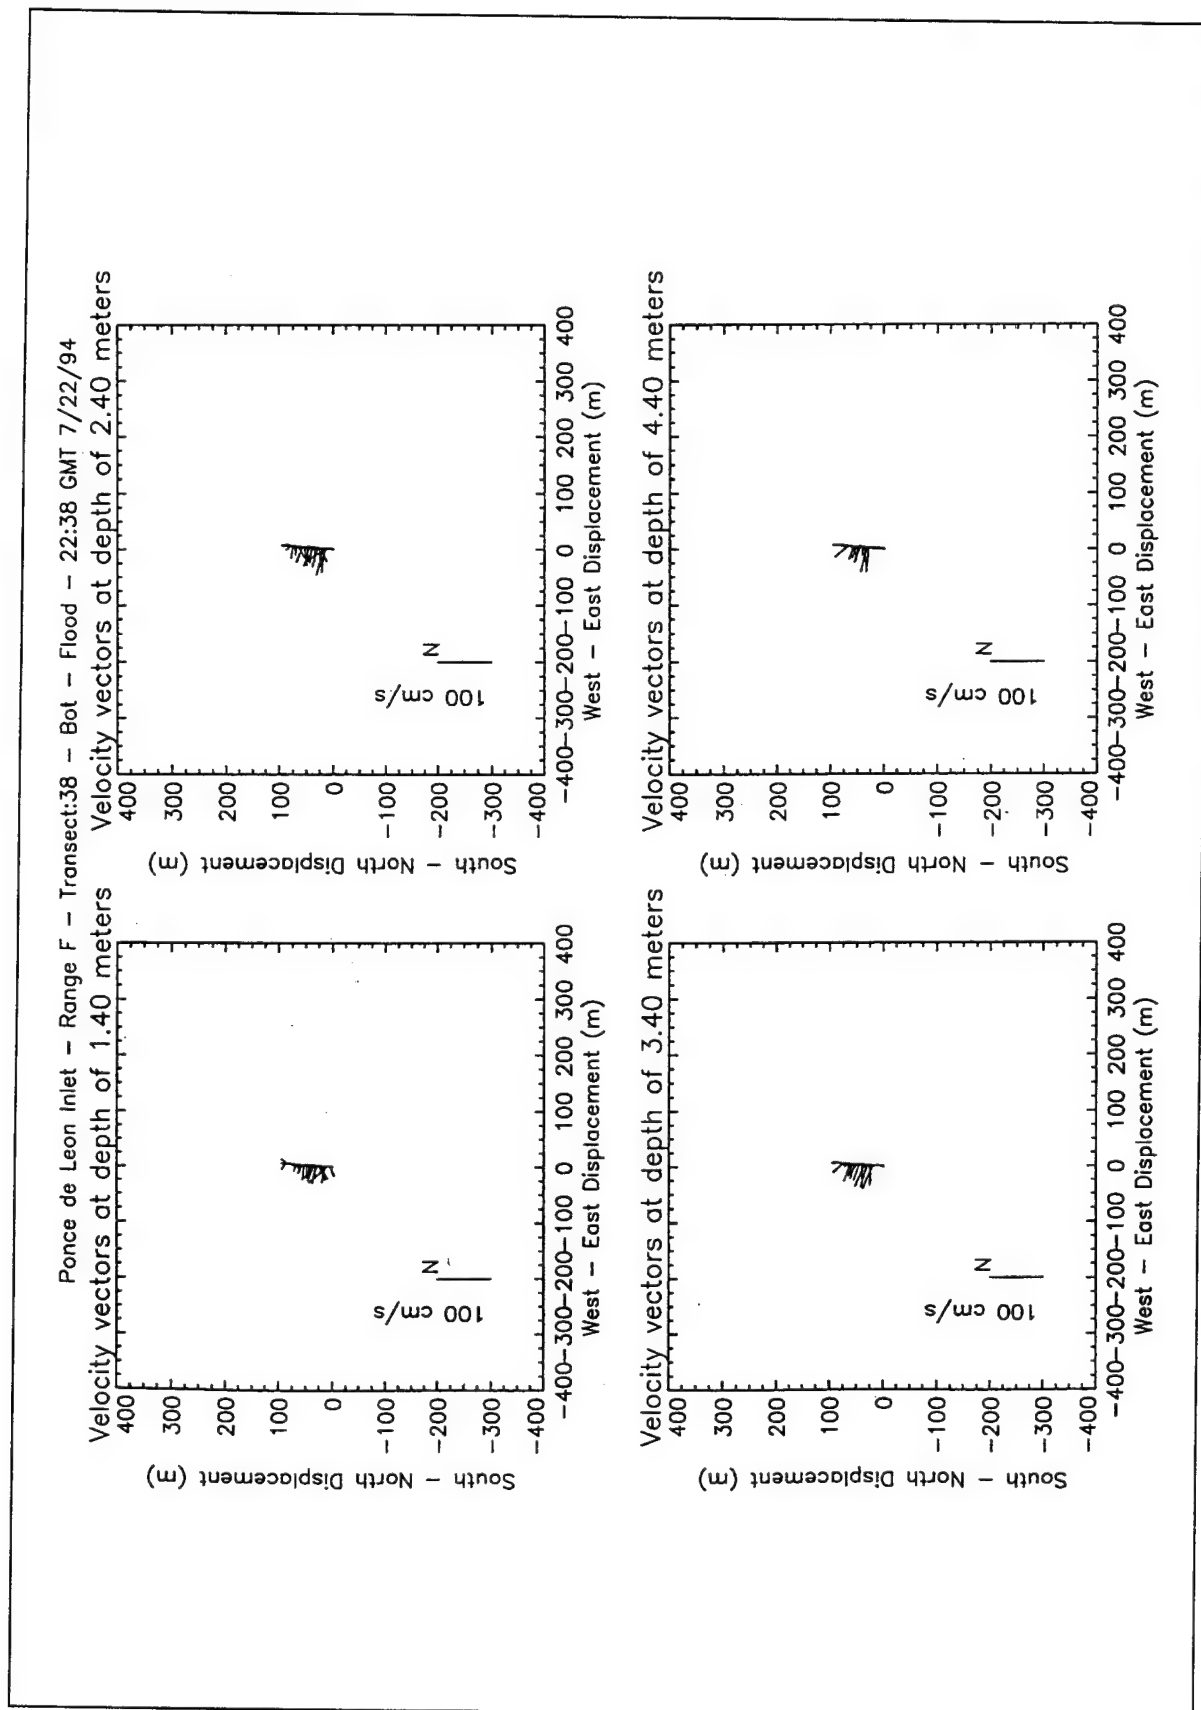 Ponce de Leon Inlet – Range F – Transect:38 – Bot – Flood – 22:38 GMT 7/22/94
Velocity vectors at depth of 1.40 meters
South – North Displacement (m)
400
300
200
100
0
−100
−200
−300
−400
N
100 cm/s
−400−300−200−100 0 100 200 300 400
West – East Displacement (m)
Velocity vectors at depth of 2.40 meters
South – North Displacement (m)
400
300
200
100
0
−100
−200
−300
−400
N
100 cm/s
−400−300−200−100 0 100 200 300 400
West – East Displacement (m)
Velocity vectors at depth of 3.40 meters
South – North Displacement (m)
400
300
200
100
0
−100
−200
−300
−400
N
100 cm/s
−400−300−200−100 0 100 200 300 400
West – East Displacement (m)
Velocity vectors at depth of 4.40 meters
South – North Displacement (m)
400
300
200
100
0
−100
−200
−300
−400
N
100 cm/s
−400−300−200−100 0 100 200 300 400
West – East Displacement (m)